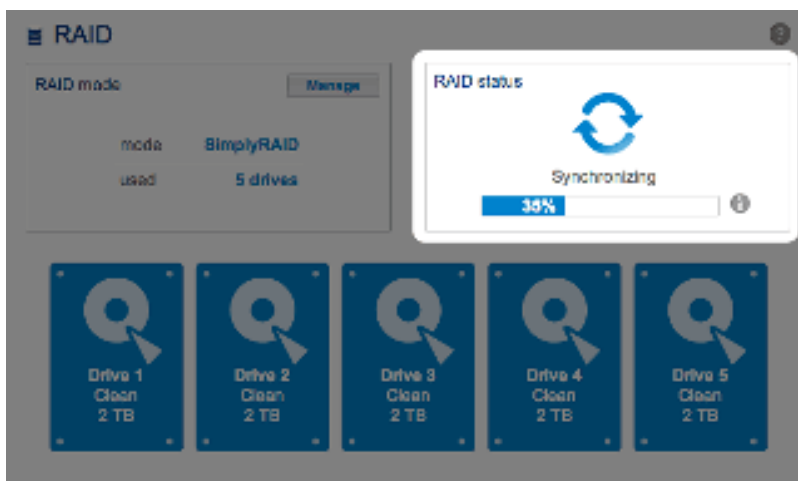 RAID
RAID mode
Manage
mode SimplyRAID
used 5 drives
RAID status
Synchronizing
35%
Drive 1
Clean
2 TB
Drive 2
Clean
2 TB
Drive 3
Clean
2 TB
Drive 4
Clean
2 TB
Drive 5
Clean
2 TB